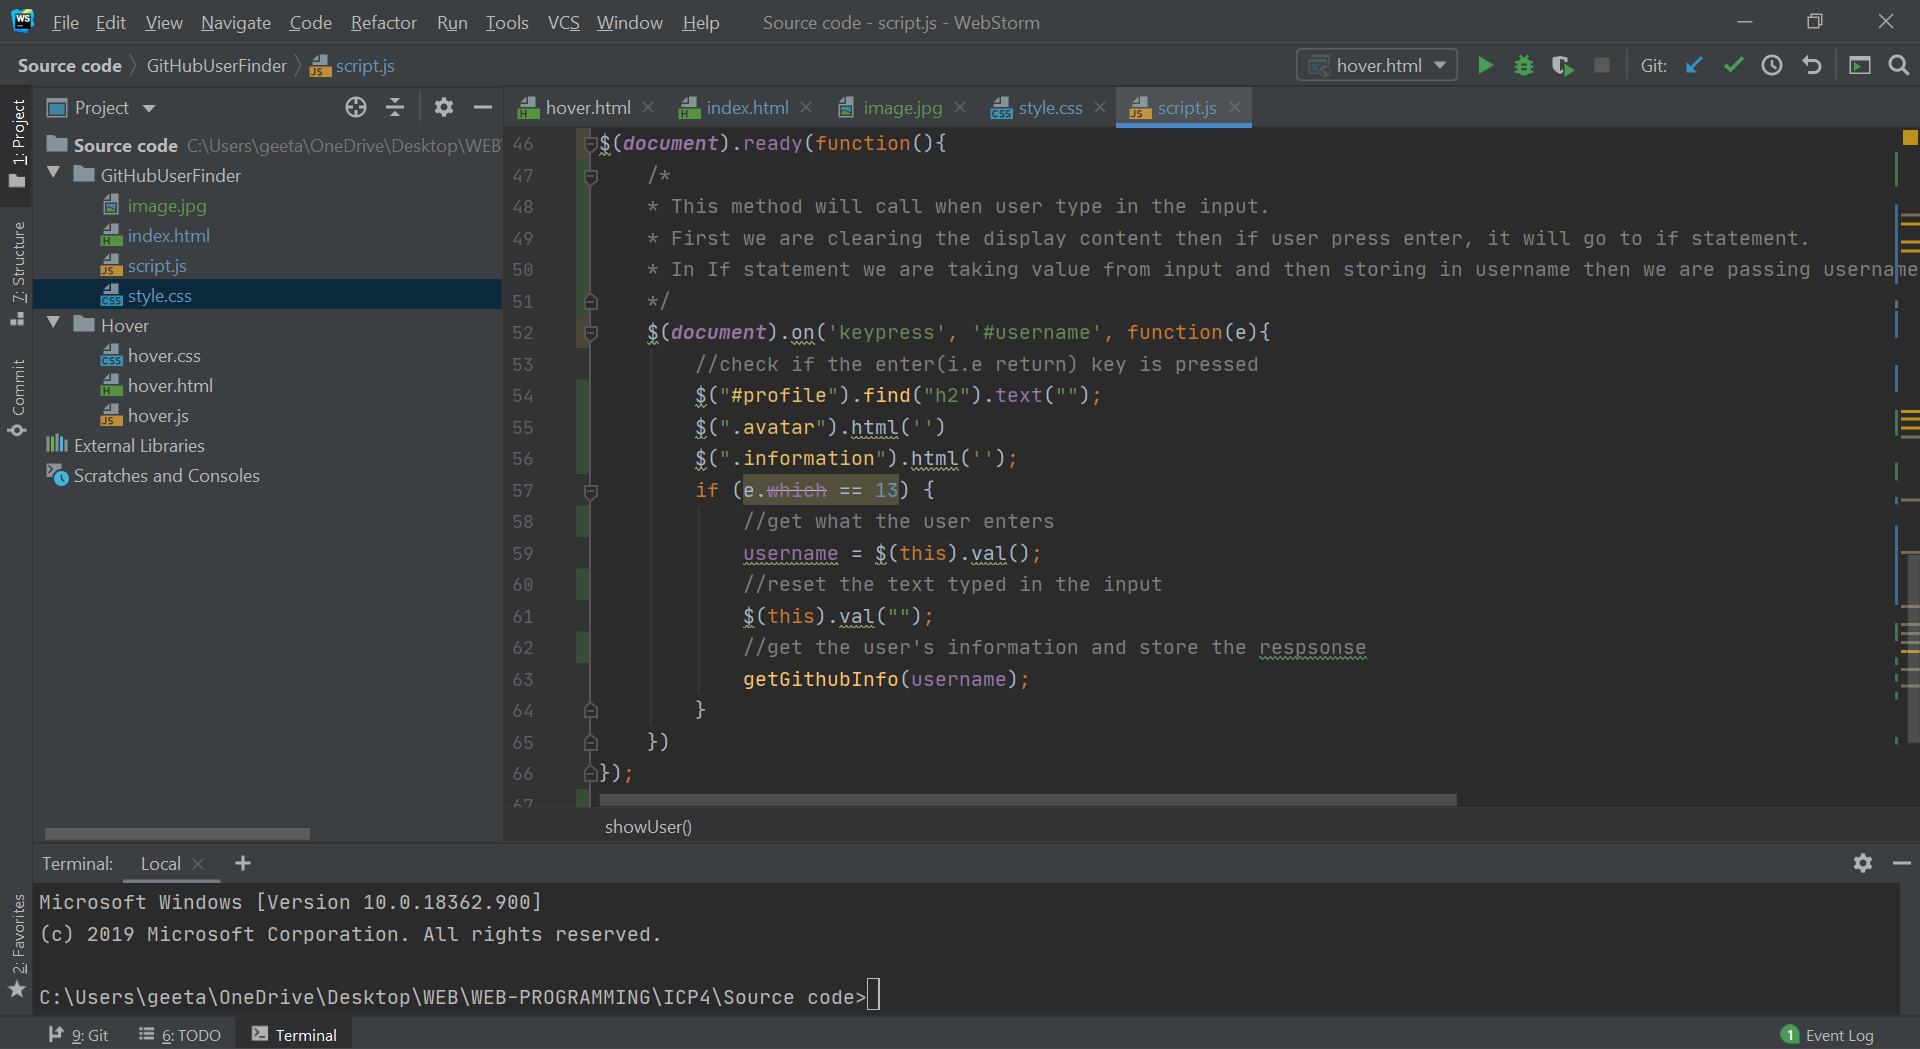 WS File Edit View Navigate Code Refactor Run Tools VCS Window Help Source code - script.js - WebStorm
Source code GitHubUserFinder script.js hover.html Git:
1: Project
7: Structure
Commit
2: Favorites
Project
Source code C:\Users\geeta\OneDrive\Desktop\WEB
GitHubUserFinder
image.jpg
index.html
script.js
style.css
Hover
hover.css
hover.html
hover.js
External Libraries
Scratches and Consoles
hover.html index.html image.jpg style.css script.js
46 $(document).ready(function(){
47 /*
48 * This method will call when user type in the input.
49 * First we are clearing the display content then if user press enter, it will go to if statement.
50 * In If statement we are taking value from input and then storing in username then we are passing username
51 */
52 $(document).on('keypress', '#username', function(e){
53 //check if the enter(i.e return) key is pressed
54 $("#profile").find("h2").text("");
55 $(".avatar").html('')
56 $(".information").html('');
57 if (e.which == 13) {
58 //get what the user enters
59 username = $(this).val();
60 //reset the text typed in the input
61 $(this).val("");
62 //get the user's information and store the respsonse
63 getGithubInfo(username);
64 }
65 })
66 });
67
showUser()
Terminal: Local +
Microsoft Windows [Version 10.0.18362.900]
(c) 2019 Microsoft Corporation. All rights reserved.
C:\Users\geeta\OneDrive\Desktop\WEB\WEB-PROGRAMMING\ICP4\Source code>
9: Git 6: TODO Terminal 1 Event Log